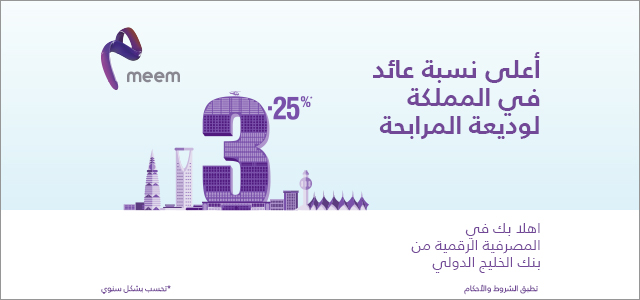 meem
أعلى نسبة عائد
في المملكة
لوديعة المرابحة
3.25%*
اهلا بك في
المصرفية الرقمية من
بنك الخليج الدولي
تطبق الشروط والأحكام
*تحسب بشكل سنوي